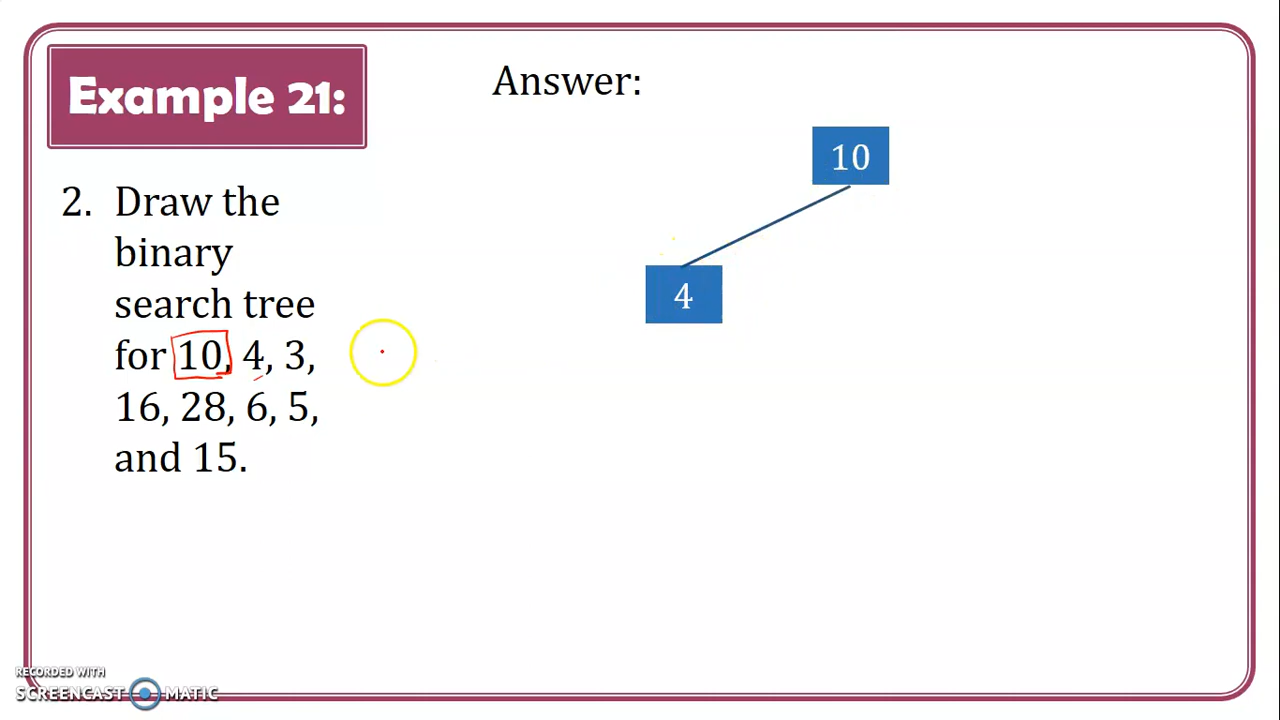 Example 21:
Answer:
10
4
2. Draw the
binary
search tree
for 10, 4, 3,
16, 28, 6, 5,
and 15.
RECORDED WITH
SCREENCAST MATIC